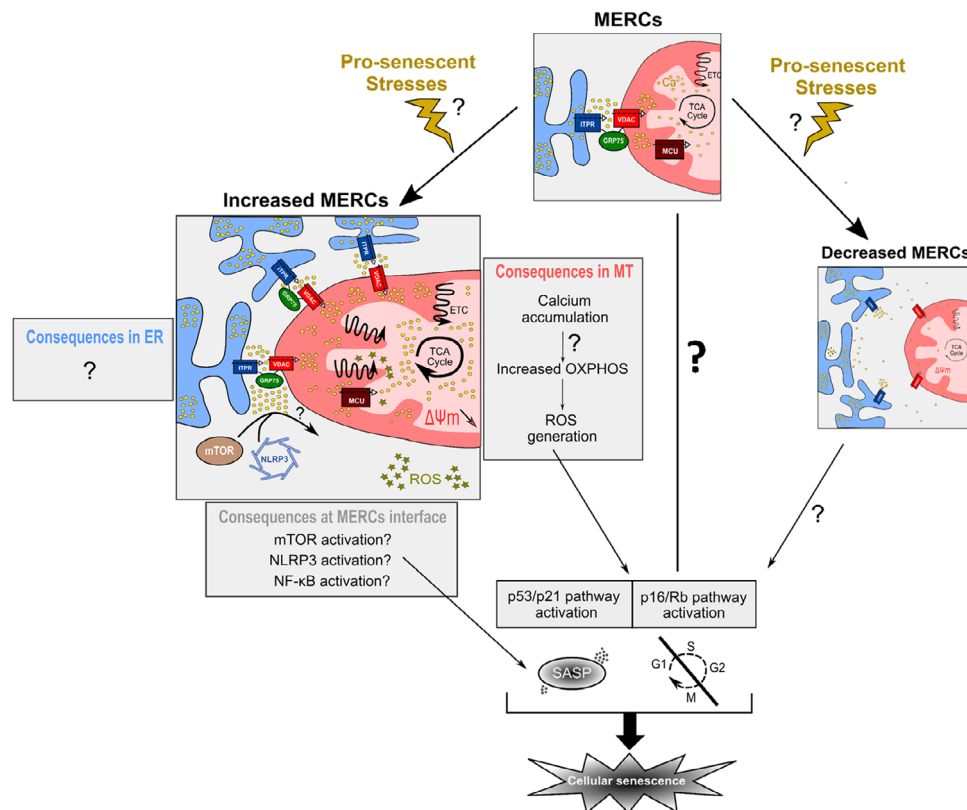 MERCs
Pro-senescent
Stresses
?
Pro-senescent
Stresses
?
Ca²⁺
ETC
TCA
Cycle
ITPR
VDAC
GRP75
MCU
Increased MERCs
ITPR
VDAC
ITPR
GRP75
VDAC
ETC
TCA
Cycle
ITPR
VDAC
GRP75
MCU
ΔΨm
?
mTOR
NLRP3
ROS
Consequences in ER
?
Consequences in MT
Calcium
accumulation
?
Increased OXPHOS
ROS
generation
?
Decreased MERCs
TCA
Cycle
ΔΨm
?
Consequences at MERCs interface
mTOR activation?
NLRP3 activation?
NF-κB activation?
p53/p21 pathway
activation
p16/Rb pathway
activation
SASP
S
G1
G2
M
Cellular senescence